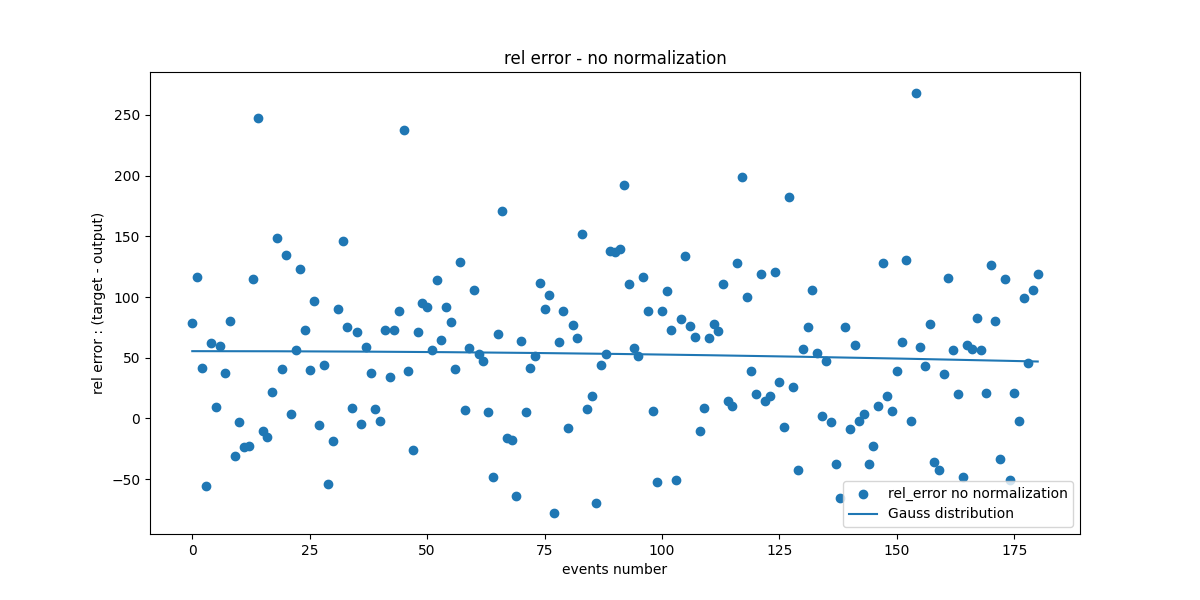 rel error - no normalization
rel error : (target - output)
250
200
150
100
50
0
−50
0 25 50 75 100 125 150 175
events number
rel_error no normalization
Gauss distribution